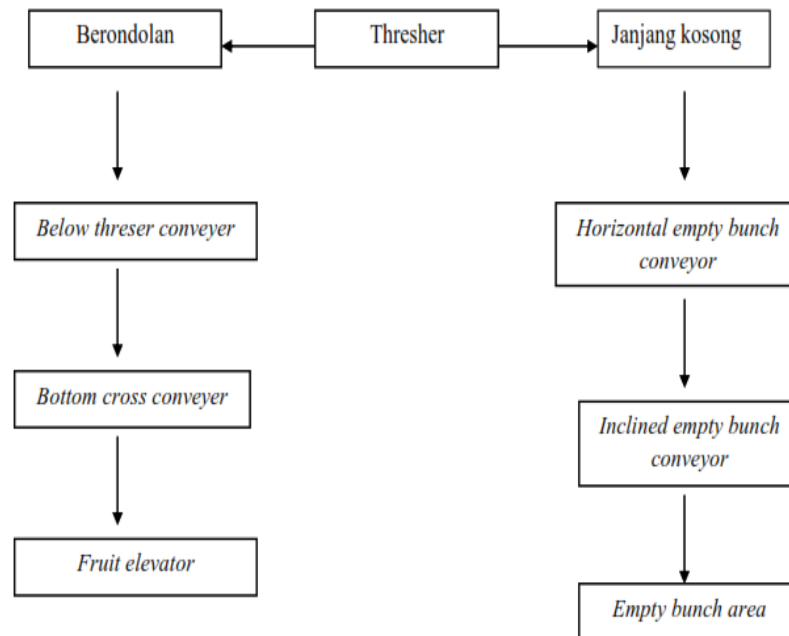 Berondolan
Thresher
Janjang kosong
Below threser conveyer
Horizontal empty bunch
conveyor
Bottom cross conveyer
Inclined empty bunch
conveyor
Fruit elevator
Empty bunch area